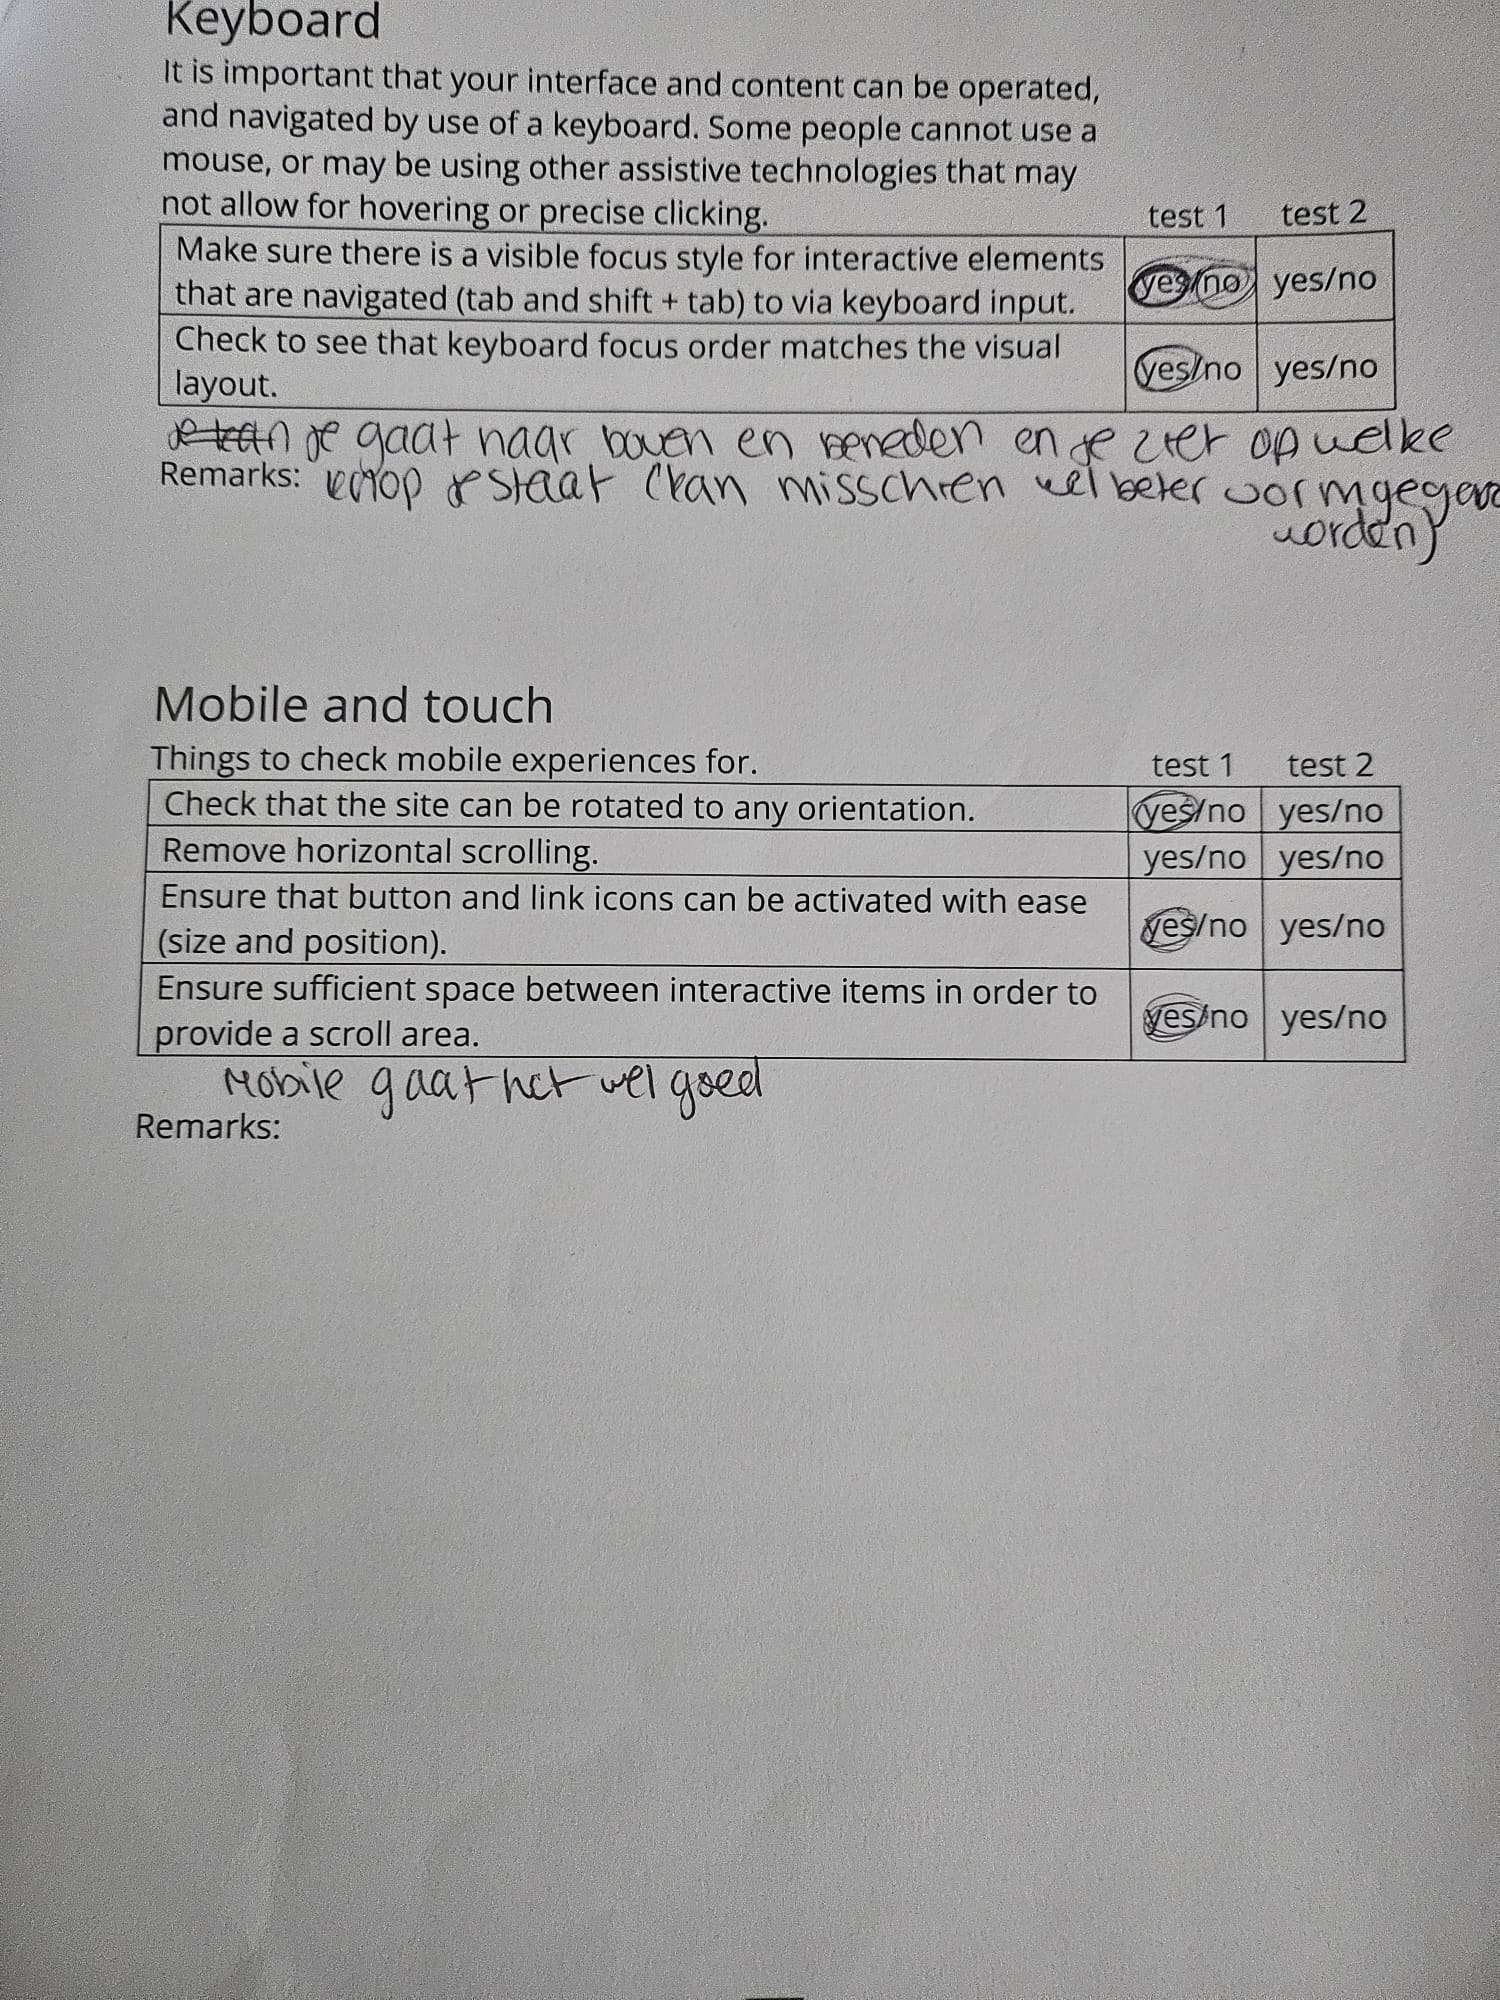 Keyboard
It is important that your interface and content can be operated,
and navigated by use of a keyboard. Some people cannot use a
mouse, or may be using other assistive technologies that may
not allow for hovering or precise clicking.
test 1 test 2
Make sure there is a visible focus style for interactive elements
that are navigated (tab and shift + tab) to via keyboard input.
yes/no yes/no
Check to see that keyboard focus order matches the visual
layout.
yes/no yes/no
je gaat naar boven en beneden en je ziet op welke
Remarks: knop je staat (kan misschien wel beter vormgegeven
worden)
Mobile and touch
Things to check mobile experiences for. test 1 test 2
Check that the site can be rotated to any orientation. yes/no yes/no
Remove horizontal scrolling. yes/no yes/no
Ensure that button and link icons can be activated with ease
(size and position).
yes/no yes/no
Ensure sufficient space between interactive items in order to
provide a scroll area.
yes/no yes/no
Mobile gaat het wel goed
Remarks: